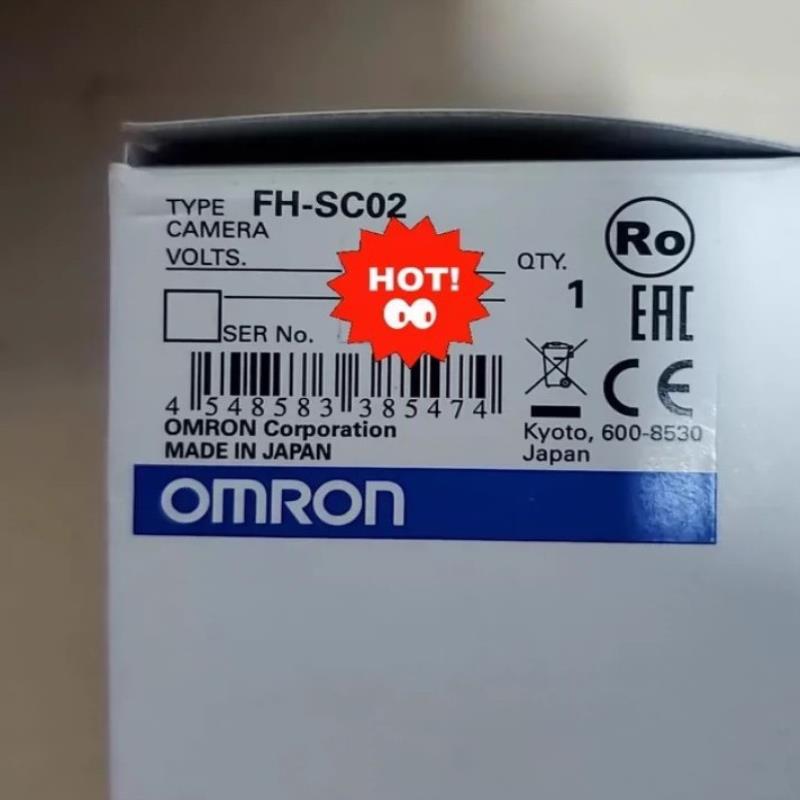 TYPE FH-SC02
CAMERA
VOLTS.
HOT!
QTY.
1
Ro
EAC
SER No.
CE
4 548583 385474
OMRON Corporation
MADE IN JAPAN
Kyoto, 600-8530
Japan
OMRON